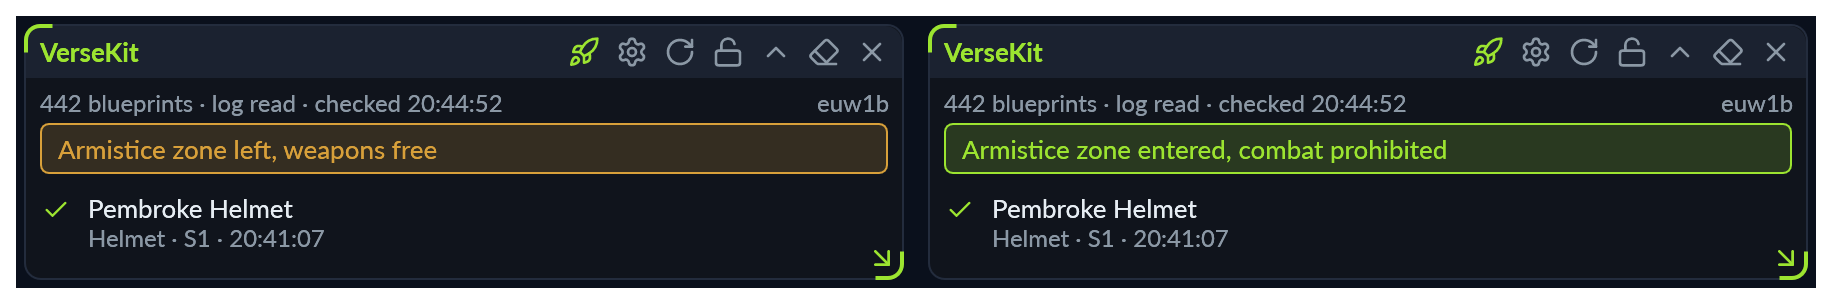 VerseKit
442 blueprints · log read · checked 20:44:52 euw1b
Armistice zone left, weapons free
Pembroke Helmet
Helmet · S1 · 20:41:07
VerseKit
442 blueprints · log read · checked 20:44:52 euw1b
Armistice zone entered, combat prohibited
Pembroke Helmet
Helmet · S1 · 20:41:07